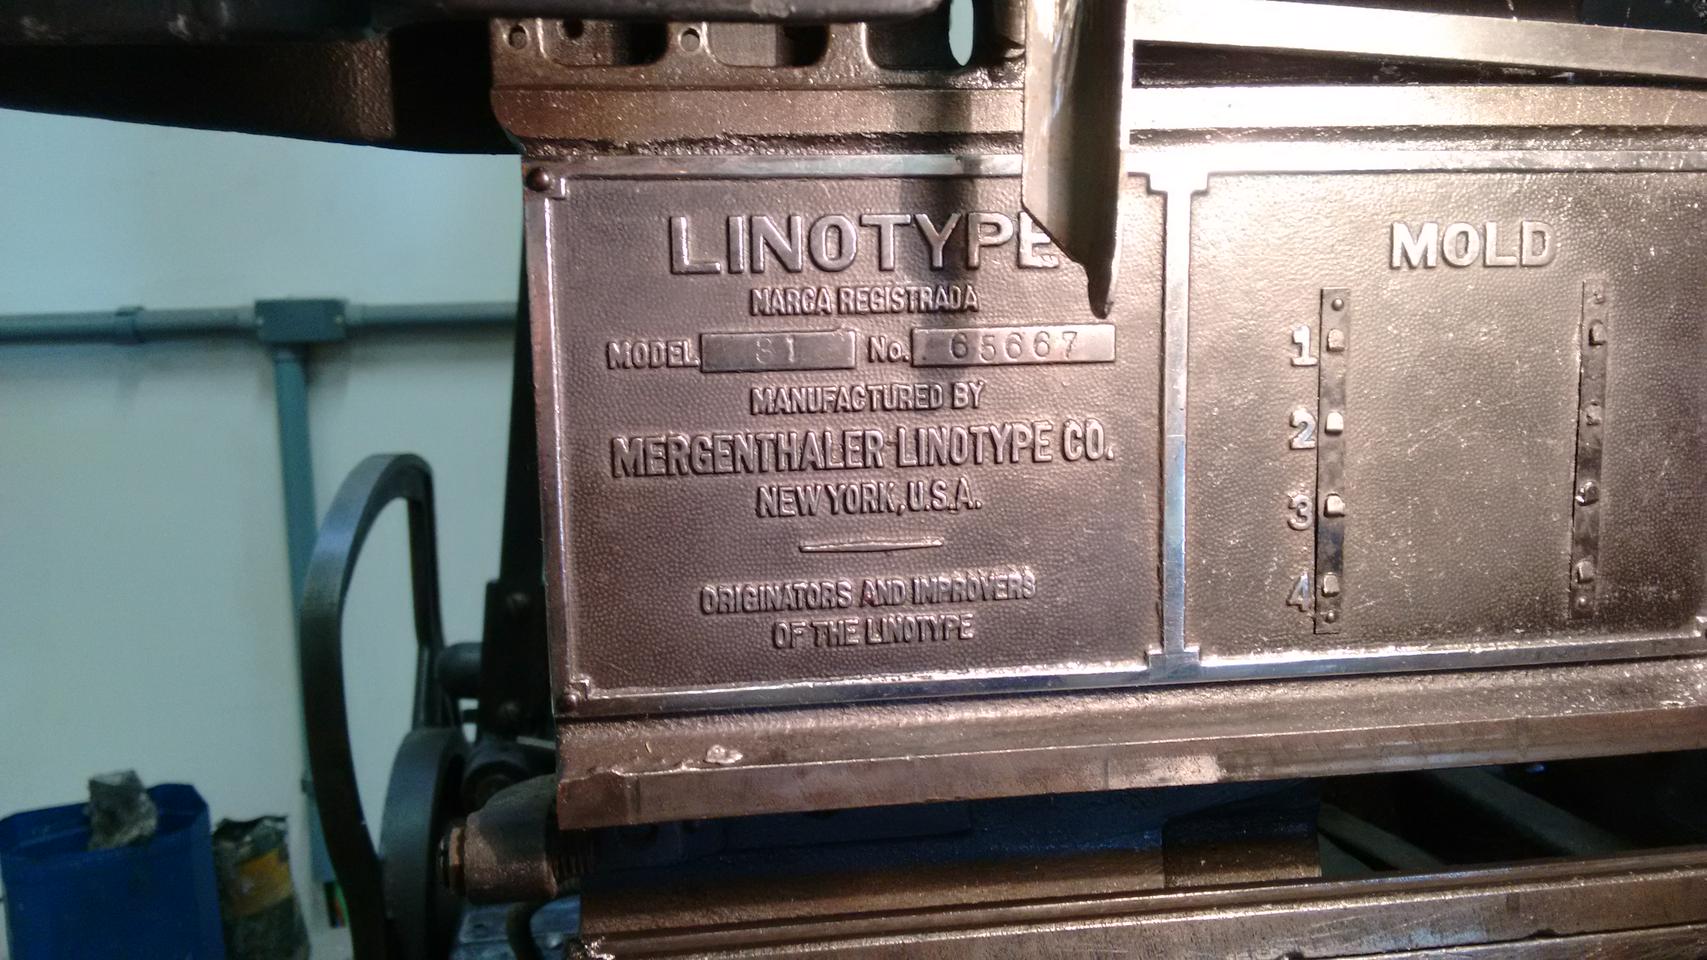 LINOTYPE
MARCA REGISTRADA
MODEL 31 No. 65667
MANUFACTURED BY
MERGENTHALER LINOTYPE CO.
NEW YORK, U.S.A.
ORIGINATORS AND IMPROVERS
OF THE LINOTYPE
MOLD
1
2
3
4